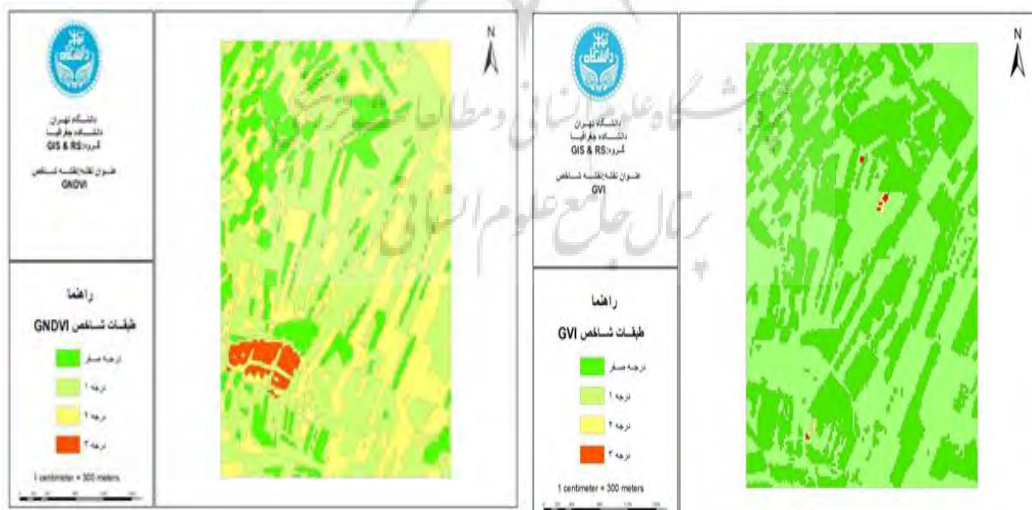 دانشگاه تهران
دانشکده جغرافیا
گروه: GIS & RS
عنوان نقشه: نقشه شاخص
GNDVI
راهنما
طبقات شاخص GNDVI
درجه صفر
درجه ۱
درجه ۲
درجه ۳
1 centimeter = 300 meters
N
دانشگاه تهران
دانشکده جغرافیا
گروه: GIS & RS
عنوان نقشه: نقشه شاخص
GVI
راهنما
طبقات شاخص GVI
درجه صفر
درجه ۱
درجه ۲
درجه ۳
1 centimeter = 300 meters
N
پژوهشگاه علوم انسانی و مطالعات فرهنگی
پرتال جامع علوم انسانی